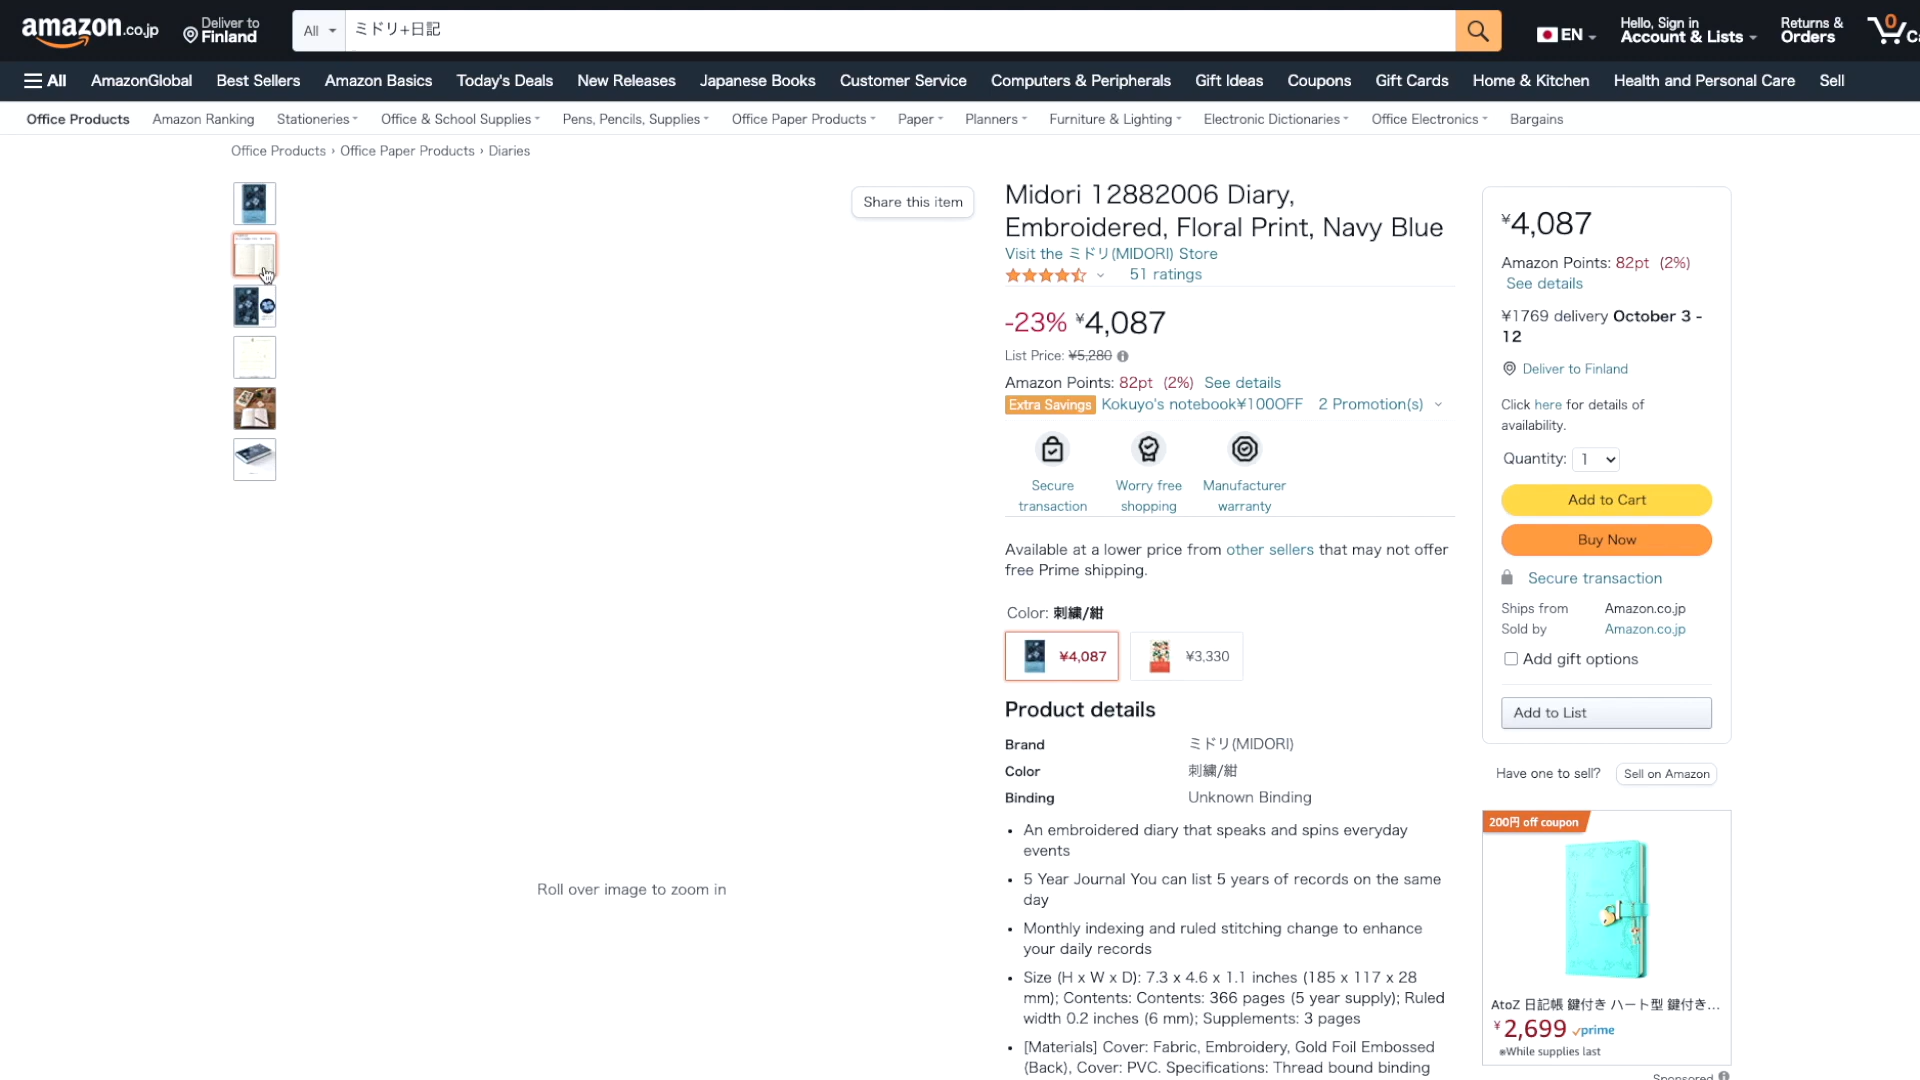 amazon.co.jp
Deliver to
Finland
All
ミドリ+日記
EN
Hello, Sign in
Account & Lists
Returns &
Orders
0
All
AmazonGlobal
Best Sellers
Amazon Basics
Today's Deals
New Releases
Japanese Books
Customer Service
Computers & Peripherals
Gift Ideas
Coupons
Gift Cards
Home & Kitchen
Health and Personal Care
Sell
Office Products
Amazon Ranking
Stationeries
Office & School Supplies
Pens, Pencils, Supplies
Office Paper Products
Paper
Planners
Furniture & Lighting
Electronic Dictionaries
Office Electronics
Bargains
Office Products › Office Paper Products › Diaries
Share this item
Roll over image to zoom in
Midori 12882006 Diary,
Embroidered, Floral Print, Navy Blue
Visit the ミドリ(MIDORI) Store
51 ratings
-23% ¥4,087
List Price: ¥5,280
Amazon Points: 82pt (2%) See details
Extra Savings Kokuyo's notebook¥100OFF 2 Promotion(s)
Secure
transaction
Worry free
shopping
Manufacturer
warranty
Available at a lower price from other sellers that may not offer
free Prime shipping.
Color: 刺繍/紺
¥4,087
¥3,330
Product details
Brand ミドリ(MIDORI)
Color 刺繍/紺
Binding Unknown Binding
• An embroidered diary that speaks and spins everyday
events
• 5 Year Journal You can list 5 years of records on the same
day
• Monthly indexing and ruled stitching change to enhance
your daily records
• Size (H x W x D): 7.3 x 4.6 x 1.1 inches (185 x 117 x 28
mm); Contents: Contents: 366 pages (5 year supply); Ruled
width 0.2 inches (6 mm); Supplements: 3 pages
• [Materials] Cover: Fabric, Embroidery, Gold Foil Embossed
(Back), Cover: PVC. Specifications: Thread bound binding
¥4,087
Amazon Points: 82pt (2%)
See details
¥1769 delivery October 3 -
12
Deliver to Finland
Click here for details of
availability.
Quantity: 1
Add to Cart
Buy Now
Secure transaction
Ships from Amazon.co.jp
Sold by Amazon.co.jp
Add gift options
Add to List
Have one to sell? Sell on Amazon
200円 off coupon
AtoZ 日記帳 鍵付き ハート型 鍵付き...
¥2,699 prime
※While supplies last
Sponsored